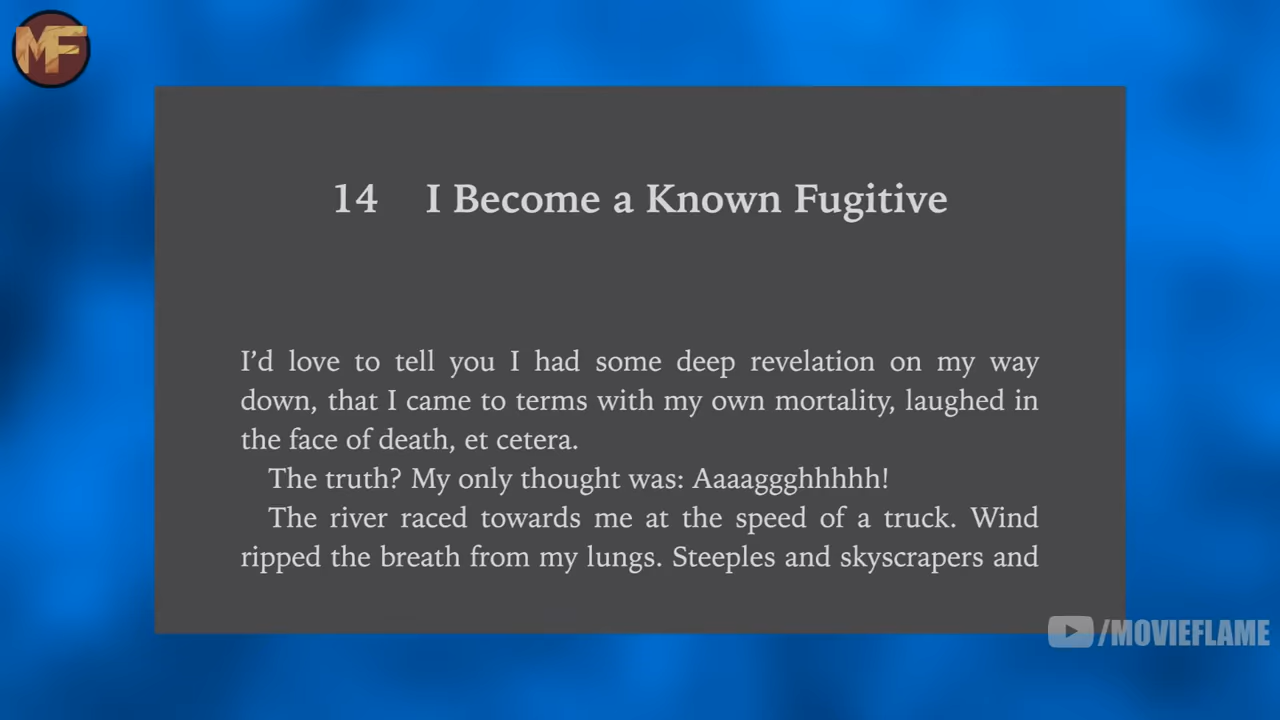 MF
14 I Become a Known Fugitive
I’d love to tell you I had some deep revelation on my way
down, that I came to terms with my own mortality, laughed in
the face of death, et cetera.
The truth? My only thought was: Aaaaggghhhhh!
The river raced towards me at the speed of a truck. Wind
ripped the breath from my lungs. Steeples and skyscrapers and
/MOVIEFLAME